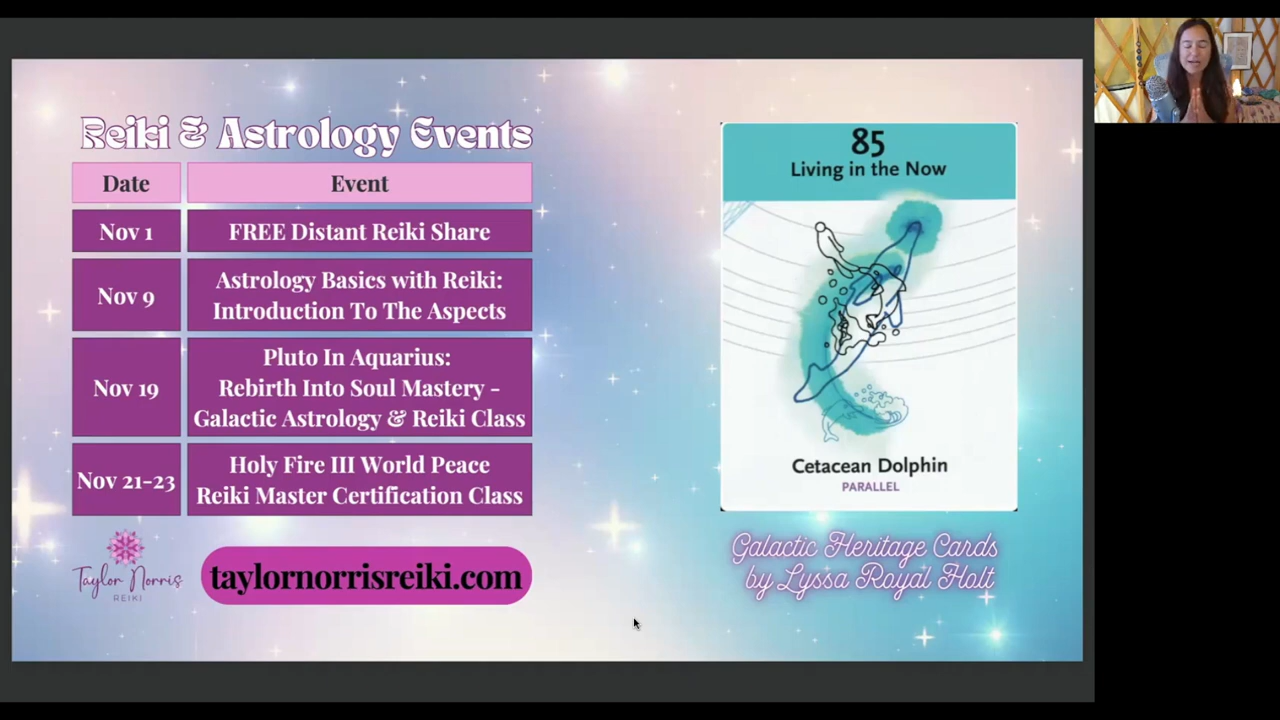 Reiki & Astrology Events
Date
Event
Nov 1
FREE Distant Reiki Share
Nov 9
Astrology Basics with Reiki:
Introduction To The Aspects
Nov 19
Pluto In Aquarius:
Rebirth Into Soul Mastery -
Galactic Astrology & Reiki Class
Nov 21-23
Holy Fire III World Peace
Reiki Master Certification Class
Taylor Norris
REIKI
taylornorrisreiki.com
85
Living in the Now
Cetacean Dolphin
PARALLEL
Galactic Heritage Cards
by Lyssa Royal Holt